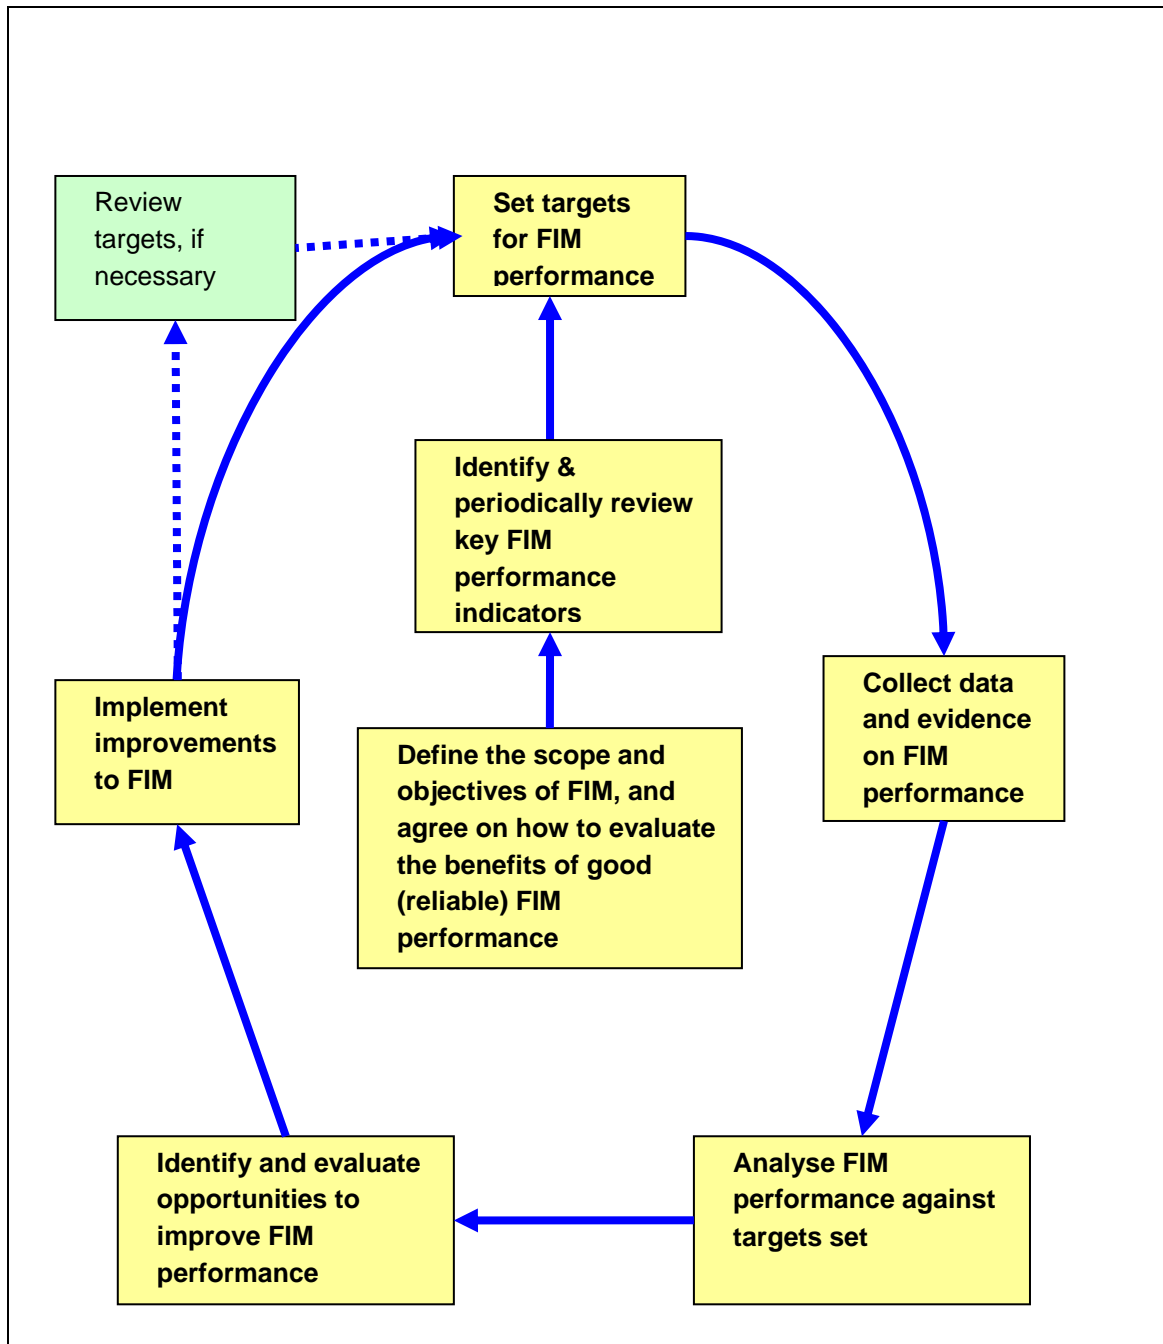 Review
targets, if
necessary
Set targets
for FIM
performance
Identify &
periodically review
key FIM
performance
indicators
Implement
improvements
to FIM
Define the scope and
objectives of FIM, and
agree on how to evaluate
the benefits of good
(reliable) FIM
performance
Collect data
and evidence
on FIM
performance
Identify and evaluate
opportunities to
improve FIM
performance
Analyse FIM
performance against
targets set